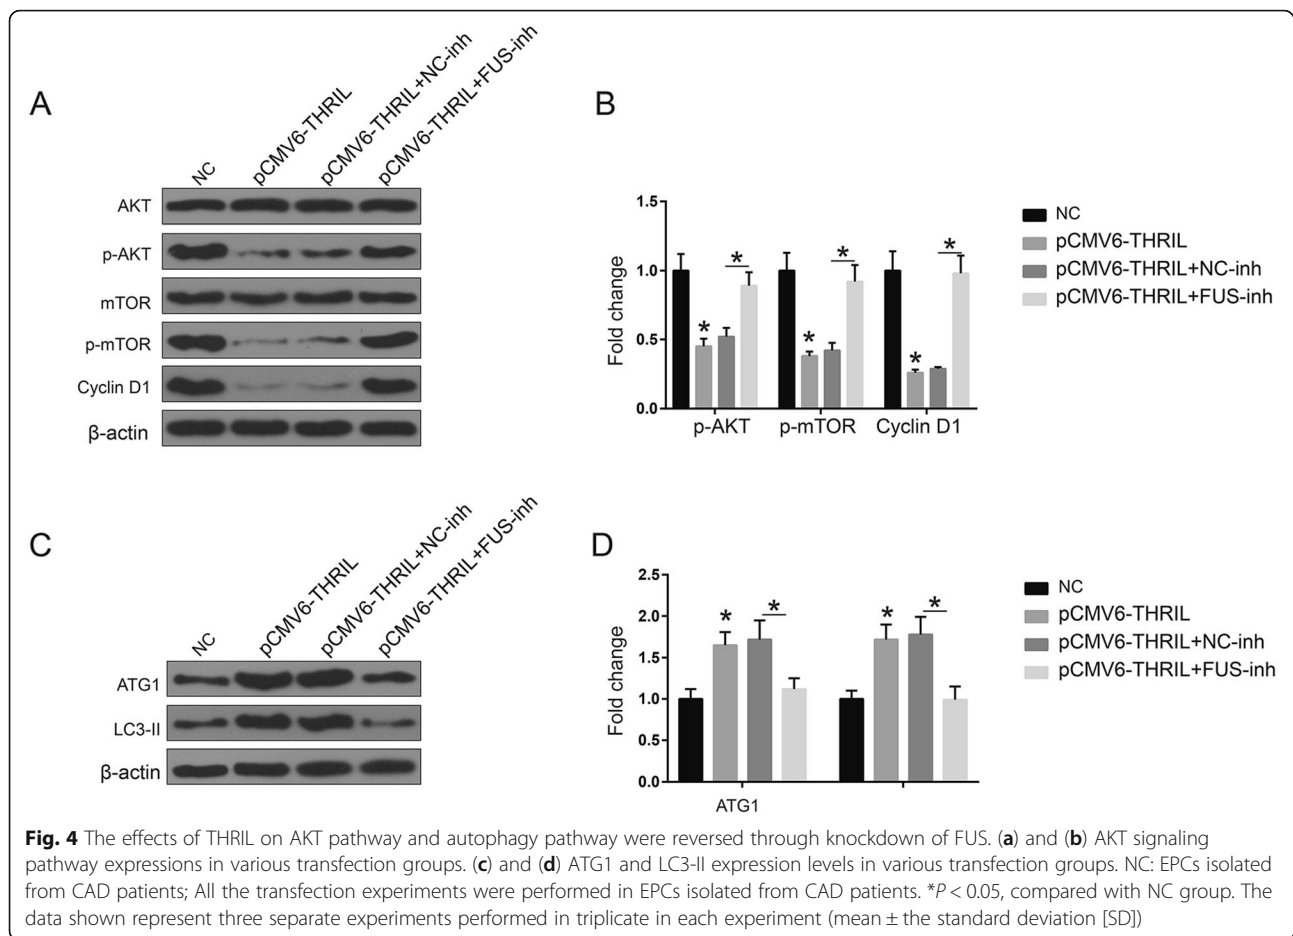 A
NC
pCMV6-THRIL
pCMV6-THRIL+NC-inh
pCMV6-THRIL+FUS-inh
AKT
p-AKT
mTOR
p-mTOR
Cyclin D1
β-actin
B
Fold change
1.5
1.0
0.5
0.0
*
*
*
*
*
*
p-AKT
p-mTOR
Cyclin D1
NC
pCMV6-THRIL
pCMV6-THRIL+NC-inh
pCMV6-THRIL+FUS-inh
C
NC
pCMV6-THRIL
pCMV6-THRIL+NC-inh
pCMV6-THRIL+FUS-inh
ATG1
LC3-II
β-actin
D
Fold change
2.5
2.0
1.5
1.0
0.5
0.0
*
*
*
*
ATG1
NC
pCMV6-THRIL
pCMV6-THRIL+NC-inh
pCMV6-THRIL+FUS-inh
Fig. 4 The effects of THRIL on AKT pathway and autophagy pathway were reversed through knockdown of FUS. (a) and (b) AKT signaling
pathway expressions in various transfection groups. (c) and (d) ATG1 and LC3-II expression levels in various transfection groups. NC: EPCs isolated
from CAD patients; All the transfection experiments were performed in EPCs isolated from CAD patients. *P < 0.05, compared with NC group. The
data shown represent three separate experiments performed in triplicate in each experiment (mean ± the standard deviation [SD])